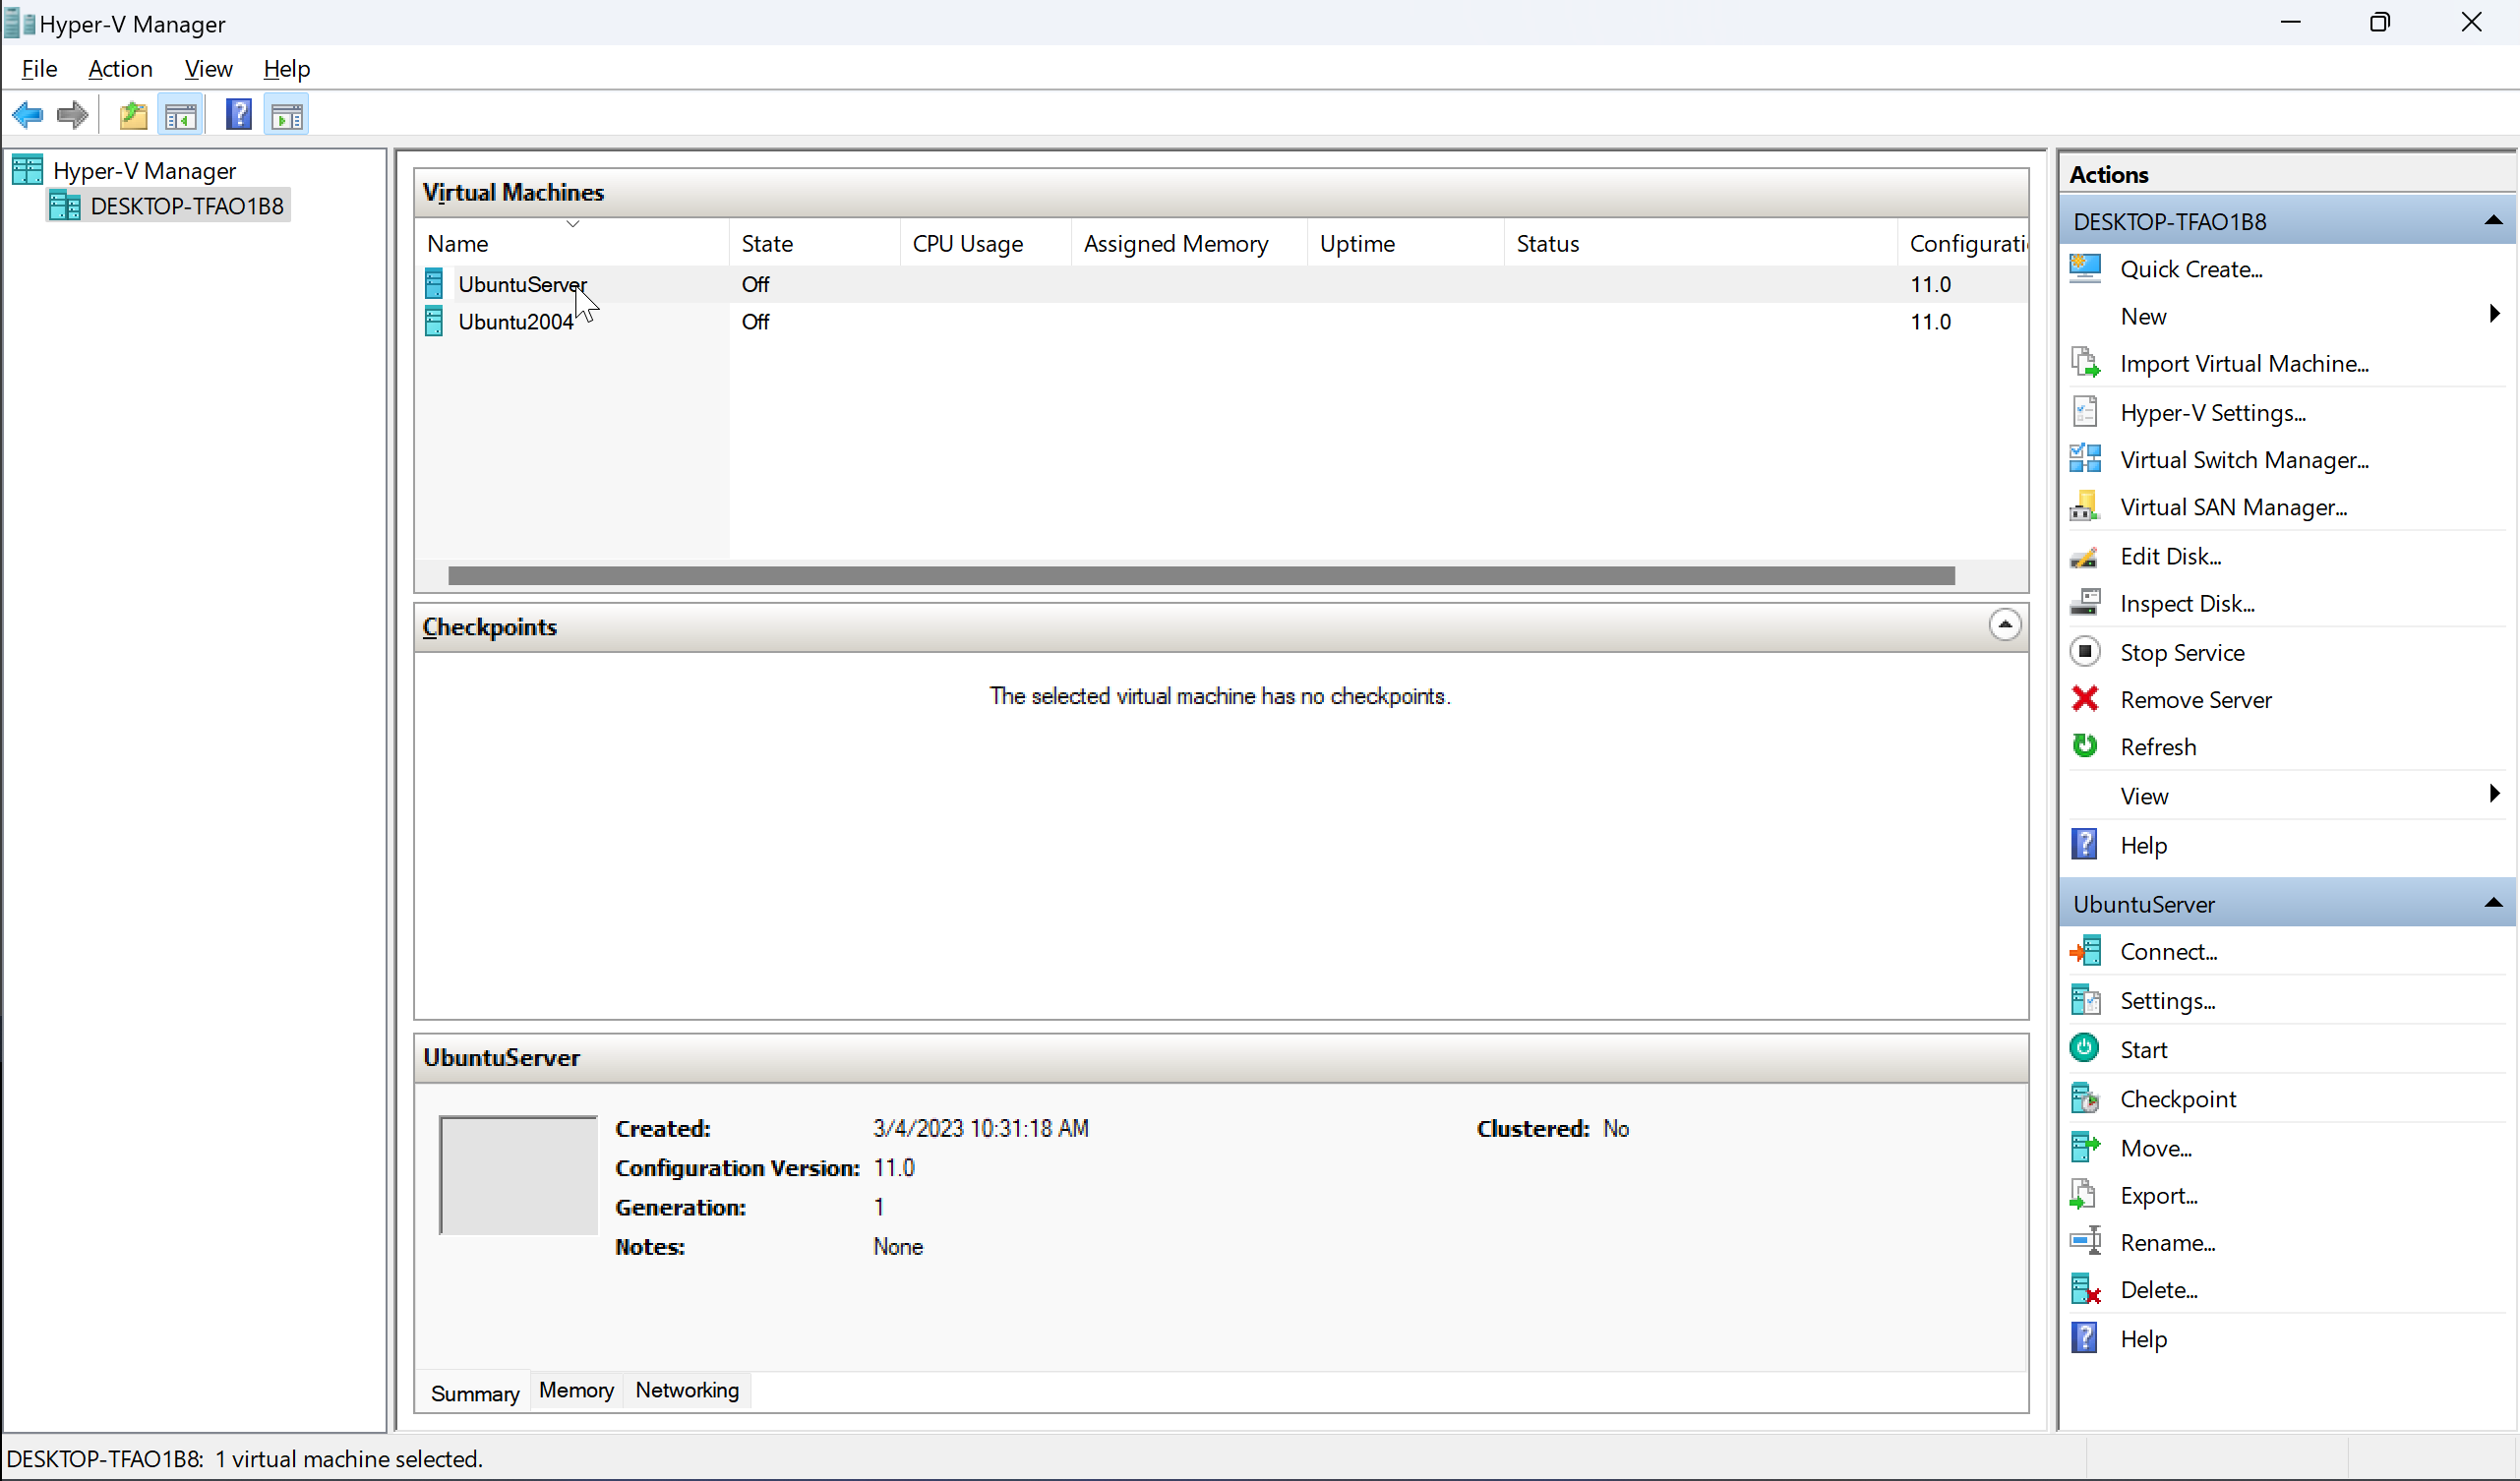 Hyper-V Manager
File Action View Help
Hyper-V Manager
DESKTOP-TFAO1B8
Virtual Machines
Name State CPU Usage Assigned Memory Uptime Status Configurati
UbuntuServer Off 11.0
Ubuntu2004 Off 11.0
Checkpoints
The selected virtual machine has no checkpoints.
UbuntuServer
Created: 3/4/2023 10:31:18 AM Clustered: No
Configuration Version: 11.0
Generation: 1
Notes: None
Summary Memory Networking
Actions
DESKTOP-TFAO1B8
Quick Create...
New
Import Virtual Machine...
Hyper-V Settings...
Virtual Switch Manager...
Virtual SAN Manager...
Edit Disk...
Inspect Disk...
Stop Service
Remove Server
Refresh
View
Help
UbuntuServer
Connect...
Settings...
Start
Checkpoint
Move...
Export...
Rename...
Delete...
Help
DESKTOP-TFAO1B8: 1 virtual machine selected.